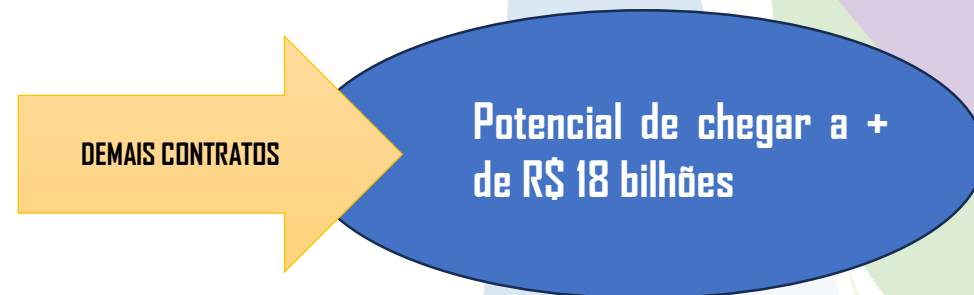 DEMAIS CONTRATOS
Potencial de chegar a +
de R$ 18 bilhões